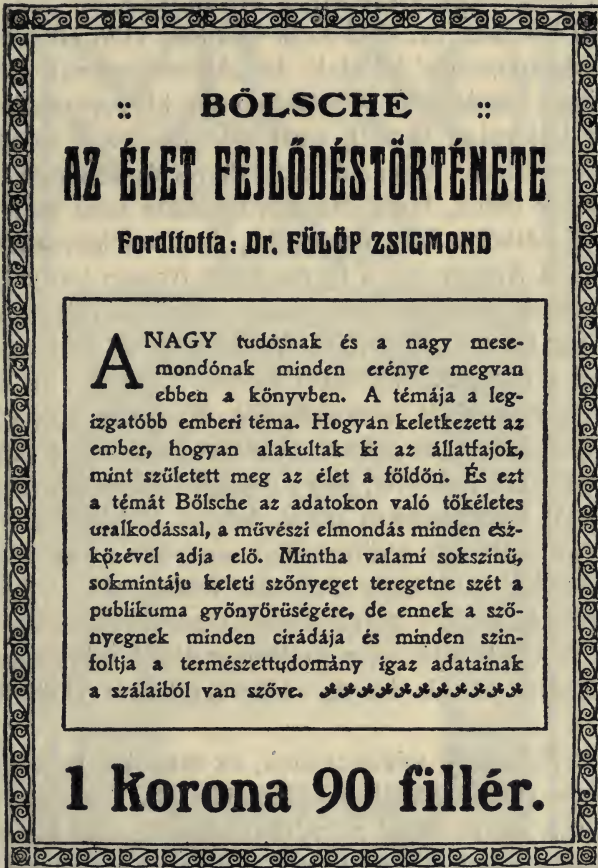 :: BÖLSCHE ::
AZ ÉLET FEJLŐDÉSTÖRTÉNETE
Fordította: Dr. FÜLÖP ZSIGMOND
A NAGY tudósnak és a nagy mese-
mondónak minden erénye megvan
ebben a könyvben. A témája a leg-
izgatóbb emberi téma. Hogyan keletkezett az
ember, hogyan alakultak ki az állatfajok,
mint született meg az élet a földön. És ezt
a témát Bölsche az adatokon való tökéletes
uralkodással, a művészi elmondás minden esz-
közével adja elő. Mintha valami sokszinű,
sokmintáju keleti szőnyeget teregetne szét a
publikuma gyönyörüségére, de ennek a sző-
nyegnek minden cirádája és minden szin-
foltja a természettudomány igaz adatainak
a szálaiból van szőve.
1 korona 90 fillér.